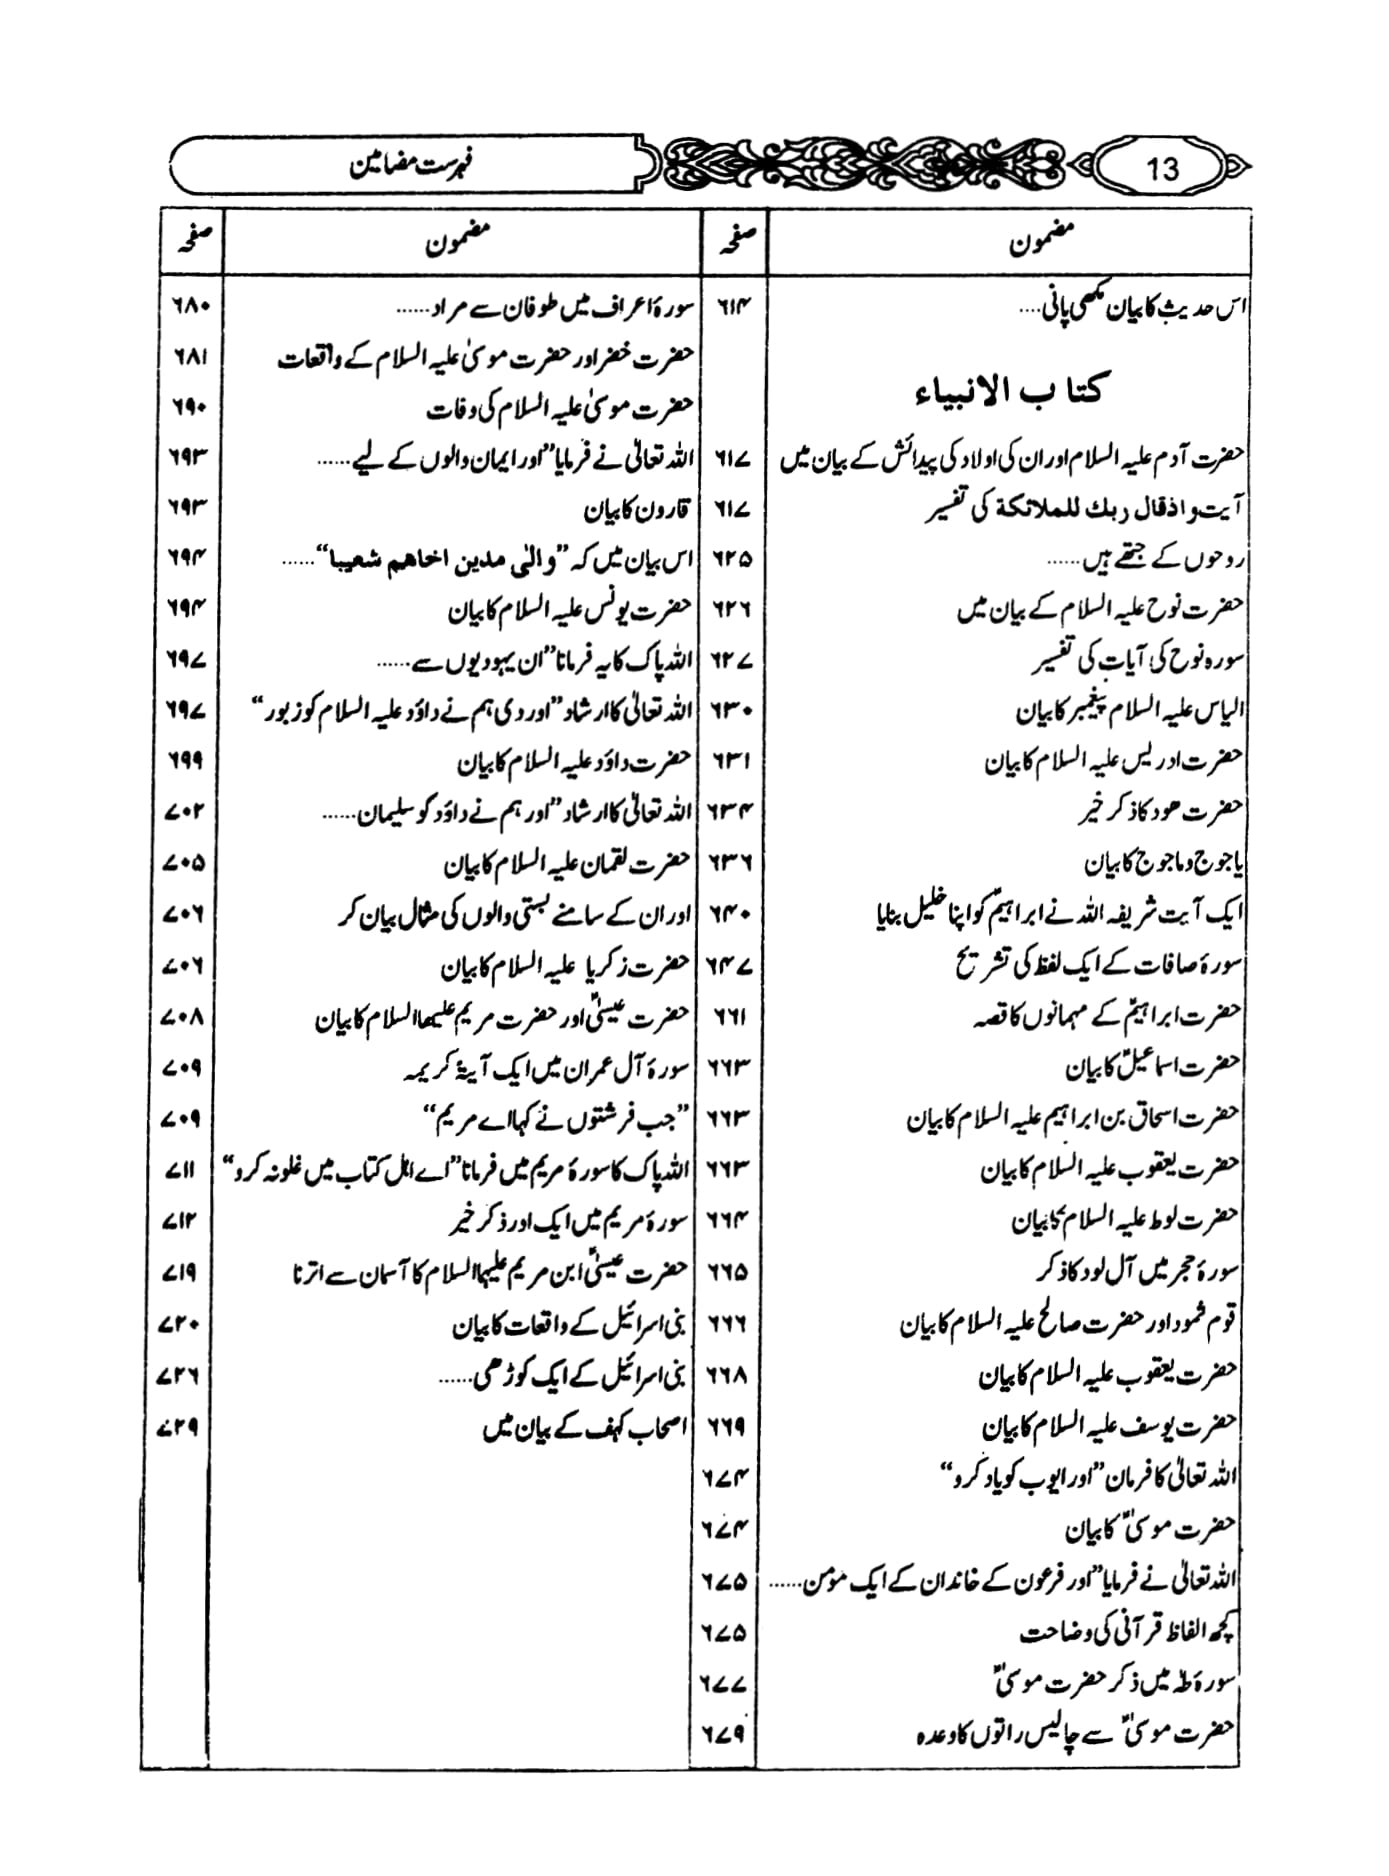 13
فہرست مضامین
مضمون صفحہ
اس حدیث کا بیان مکھی پانی.... ۶۱۴
کتاب الانبیاء
حضرت آدم علیہ السلام اور ان کی اولاد کی پیدائش کے بیان میں ۶۱۷
آیت و اذ قال ربك للملائكة کی تفسیر ۶۱۷
روحوں کے جتھے ہیں...... ۶۲۵
حضرت نوح علیہ السلام کے بیان میں ۶۲۶
سورہ نوح کی آیات کی تفسیر ۶۲۷
الیاس علیہ السلام پیغمبر کا بیان ۶۳۰
حضرت ادریس علیہ السلام کا بیان ۶۳۱
حضرت ھود کا ذکر خیر ۶۳۴
یاجوج و ماجوج کا بیان ۶۳۶
ایک آیت شریفہ اللہ نے ابراہیمؑ کو اپنا خلیل بنایا ۶۴۰
سورۂ صافات کے ایک لفظ کی تشریح ۶۴۷
حضرت ابراہیمؑ کے مہمانوں کا قصہ ۶۶۱
حضرت اسماعیلؑ کا بیان ۶۶۳
حضرت اسحاق بن ابراہیم علیہ السلام کا بیان ۶۶۳
حضرت یعقوب علیہ السلام کا بیان ۶۶۳
حضرت لوط علیہ السلام کا بیان ۶۶۴
سورۂ حجر میں آل لود کا ذکر ۶۶۵
قوم ثمود اور حضرت صالح علیہ السلام کا بیان ۶۶۶
حضرت یعقوب علیہ السلام کا بیان ۶۶۸
حضرت یوسف علیہ السلام کا بیان ۶۶۹
اللہ تعالیٰ کا فرمان ”اور ایوب کو یاد کرو“ ۶۷۴
حضرت موسیٰؑ کا بیان ۶۷۴
اللہ تعالیٰ نے فرمایا ”اور فرعون کے خاندان کے ایک مؤمن...... ۶۷۵
کچھ الفاظ قرآنی کی وضاحت ۶۷۵
سورۂ طہٰ میں ذکر حضرت موسیٰؑ ۶۷۷
حضرت موسیٰؑ سے چالیس راتوں کا وعدہ ۶۷۹
مضمون صفحہ
سورۂ اعراف میں طوفان سے مراد...... ۶۸۰
حضرت خضر اور حضرت موسیٰ علیہ السلام کے واقعات ۶۸۱
حضرت موسیٰ علیہ السلام کی وفات ۶۹۰
اللہ تعالیٰ نے فرمایا ”اور ایمان والوں کے لیے...... ۶۹۳
قارون کا بیان ۶۹۳
اس بیان میں کہ ”والیٰ مدین اخاھم شعیبا“...... ۶۹۴
حضرت یونس علیہ السلام کا بیان ۶۹۴
اللہ پاک کا یہ فرمانا ”ان یہودیوں سے...... ۶۹۷
اللہ تعالیٰ کا ارشاد ”اور دی ہم نے داؤد علیہ السلام کو زبور“ ۶۹۷
حضرت داؤد علیہ السلام کا بیان ۶۹۹
اللہ تعالیٰ کا ارشاد ”اور ہم نے داؤد کو سلیمان...... ۷۰۲
حضرت لقمان علیہ السلام کا بیان ۷۰۵
اور ان کے سامنے بستی والوں کی مثال بیان کر ۷۰۶
حضرت زکریا علیہ السلام کا بیان ۷۰۶
حضرت عیسیٰؑ اور حضرت مریم علیھا السلام کا بیان ۷۰۸
سورۂ آل عمران میں ایک آیۂ کریمہ ۷۰۹
”جب فرشتوں نے کہا اے مریم“ ۷۰۹
اللہ پاک کا سورۂ مریم میں فرمانا ”اے اہل کتاب میں غلو نہ کرو“ ۷۱۱
سورۂ مریم میں ایک اور ذکر خیر ۷۱۲
حضرت عیسیٰؑ ابن مریم علیہا السلام کا آسمان سے اترنا ۷۱۹
بنی اسرائیل کے واقعات کا بیان ۷۲۰
بنی اسرائیل کے ایک کوڑھی...... ۷۲۶
اصحاب کہف کے بیان میں ۷۲۹